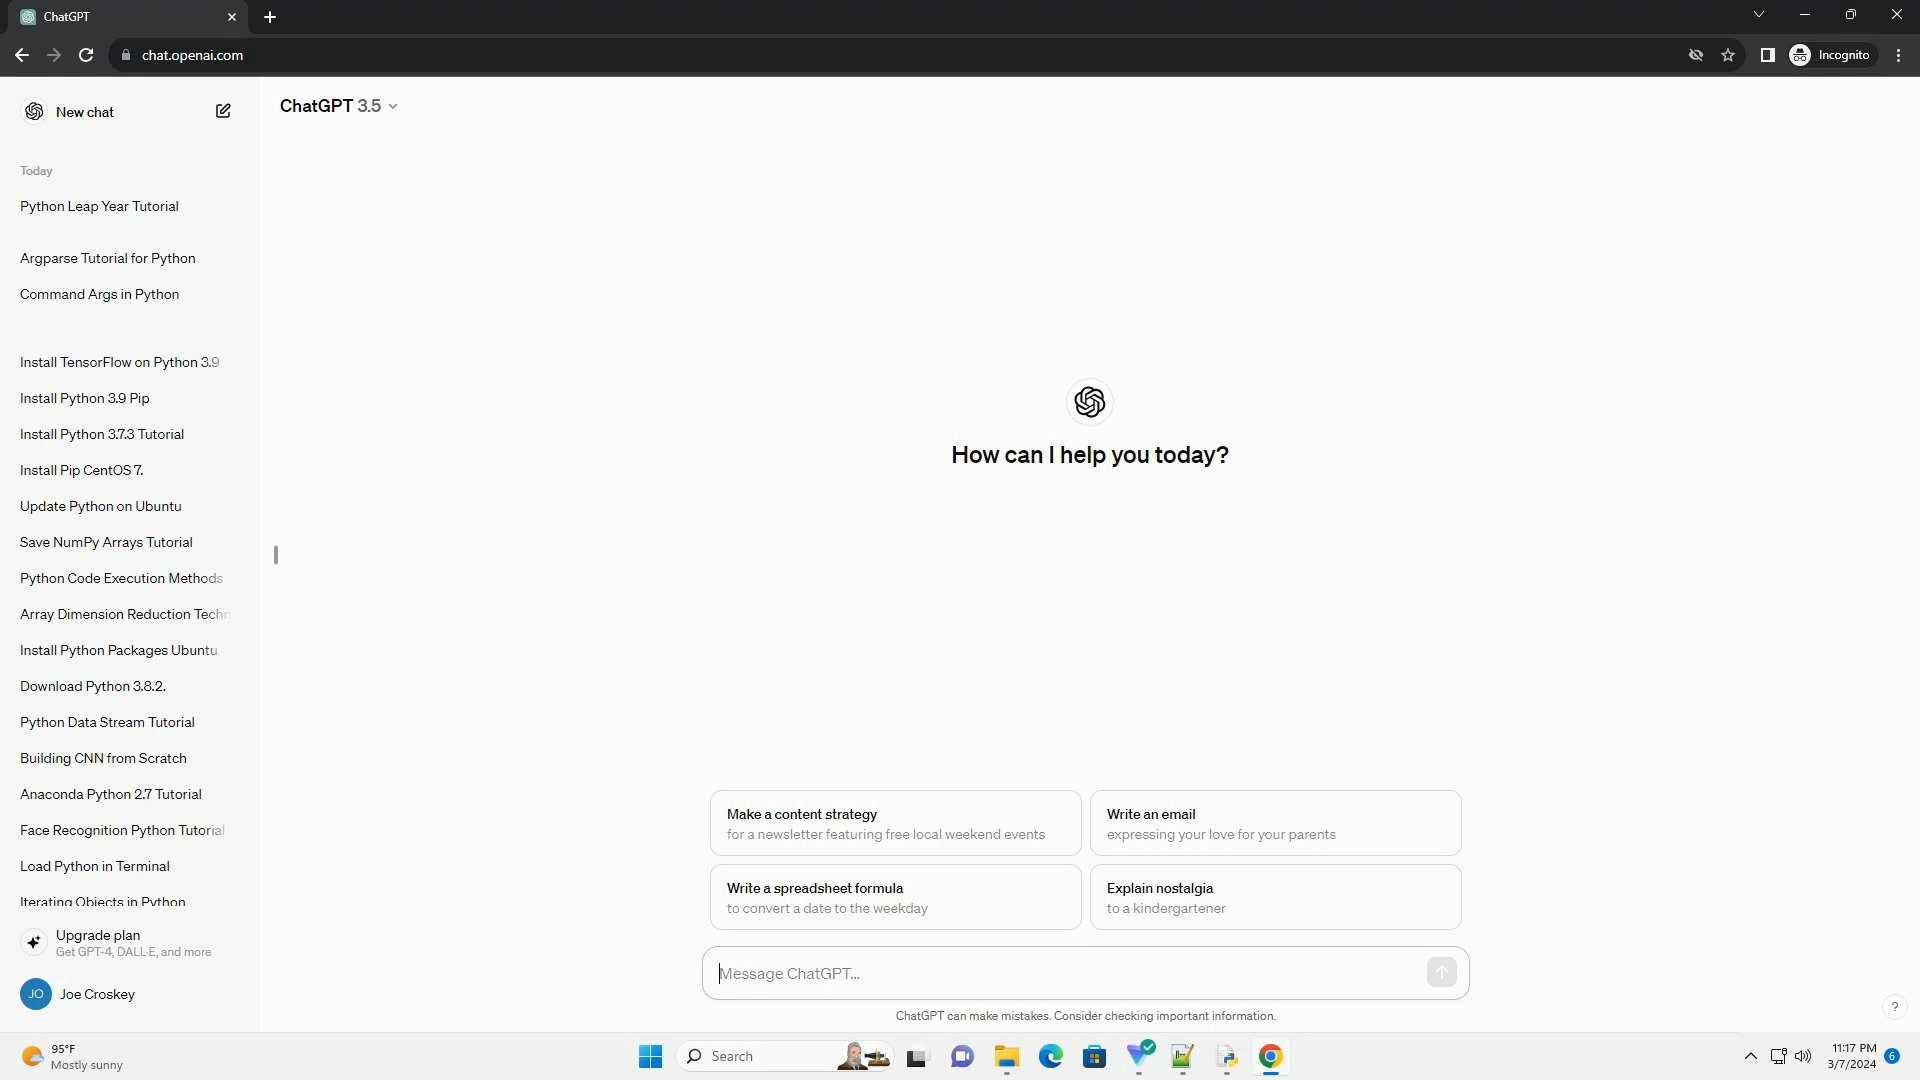 ChatGPT
chat.openai.com
Incognito
New chat
ChatGPT 3.5
Today
Python Leap Year Tutorial
Argparse Tutorial for Python
Command Args in Python
Install TensorFlow on Python 3.9
Install Python 3.9 Pip
Install Python 3.7.3 Tutorial
Install Pip CentOS 7.
Update Python on Ubuntu
Save NumPy Arrays Tutorial
Python Code Execution Methods
Array Dimension Reduction Techn
Install Python Packages Ubuntu
Download Python 3.8.2.
Python Data Stream Tutorial
Building CNN from Scratch
Anaconda Python 2.7 Tutorial
Face Recognition Python Tutorial
Load Python in Terminal
Iterating Objects in Python
Upgrade plan
Get GPT-4, DALL·E, and more
JO
Joe Croskey
How can I help you today?
Make a content strategy
for a newsletter featuring free local weekend events
Write an email
expressing your love for your parents
Write a spreadsheet formula
to convert a date to the weekday
Explain nostalgia
to a kindergartener
Message ChatGPT...
ChatGPT can make mistakes. Consider checking important information.
?
95°F
Mostly sunny
Search
11:17 PM
3/7/2024
6